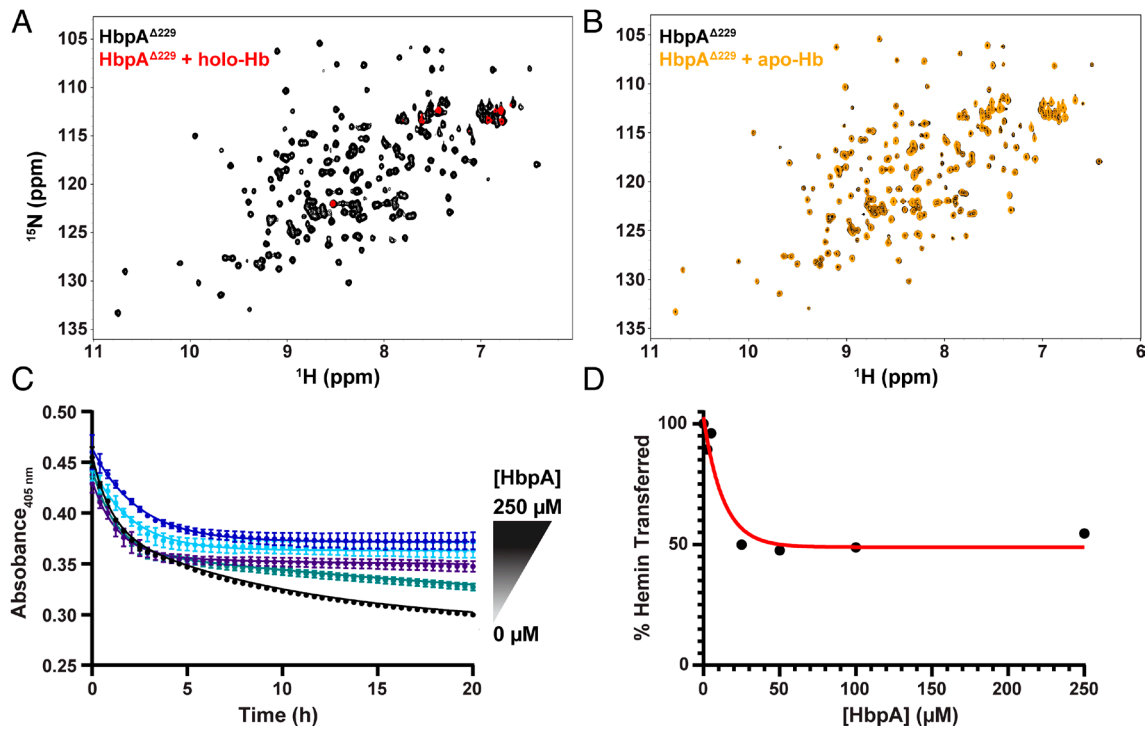 A
HbpAΔ229
HbpAΔ229 + holo-Hb
105
110
115
120
125
130
135
15N (ppm)
11
10
9
8
7
1H (ppm)
B
HbpAΔ229
HbpAΔ229 + apo-Hb
105
110
115
120
125
130
135
15N (ppm)
11
10
9
8
7
6
1H (ppm)
C
0.50
0.45
0.40
0.35
0.30
0.25
Absobance405 nm
0
5
10
15
20
Time (h)
[HbpA]
250 µM
0 µM
D
100
50
0
% Hemin Transferred
0
50
100
150
200
250
[HbpA] (µM)